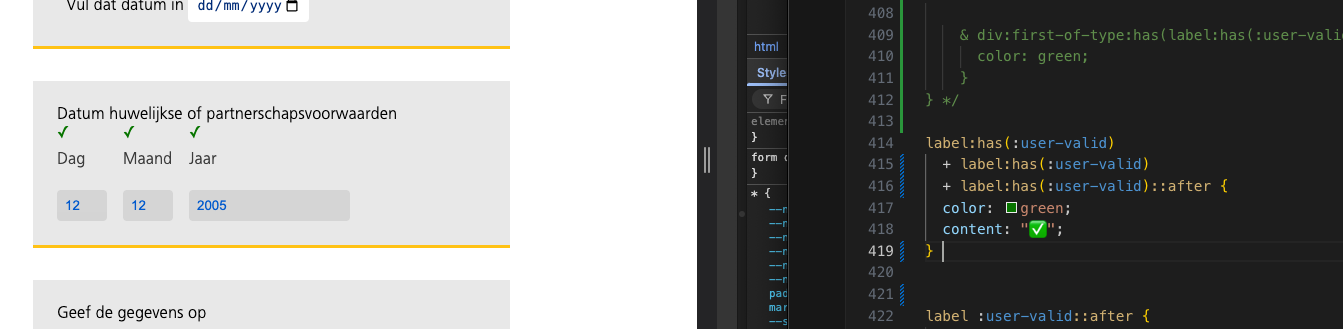 Vul dat datum in dd/mm/yyyy
Datum huwelijkse of partnerschapsvoorwaarden
✓ ✓ ✓
Dag Maand Jaar
12 12 2005
Geef de gegevens op
html
Style
F
elemen
}
form
}
* {
pad
mar
408
409 & div:first-of-type:has(label:has(:user-vali
410 color: green;
411 }
412 } */
413
414 label:has(:user-valid)
415 + label:has(:user-valid)
416 + label:has(:user-valid)::after {
417 color: green;
418 content: "✅";
419 }
420
421
422 label :user-valid::after {